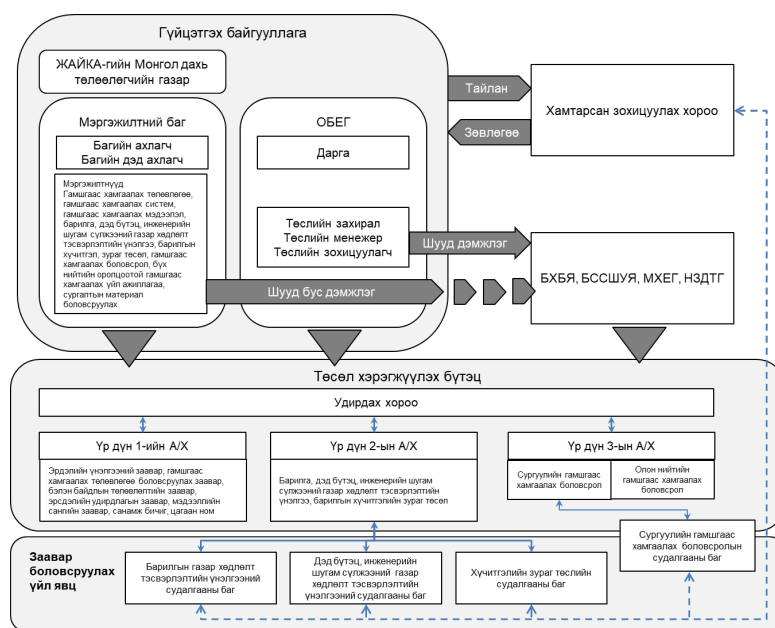 Гүйцэтгэх байгууллага
ЖАЙКА-гийн Монгол дахь
төлөөлөгчийн газар
Мэргэжилтний баг
Багийн ахлагч
Багийн дэд ахлагч
Мэргэжилтнүүд
Гамшгаас хамгаалах төлөвлөгөө,
гамшгаас хамгаалах систем,
гамшгаас хамгаалах мэдээлэл,
барилга, дэд бүтэц, инженерийн
шугам сүлжээний газар хөдлөлт
тэсвэрлэлтийн үнэлгээ, барилгын
хүчитгэл, зураг төсөл, гамшгаас
хамгаалах боловсрол, бүх
нийтийн оролцоотой гамшгаас
хамгаалах үйл ажиллагаа,
сургалтын материал
боловсруулах
ОБЕГ
Дарга
Төслийн захирал
Төслийн менежер
Төслийн зохицуулагч
Тайлан
Зөвлөгөө
Хамтарсан зохицуулах хороо
Шууд дэмжлэг
Шууд бус дэмжлэг
БХБЯ, БССШУЯ, МХЕГ, НЗДТГ
Төсөл хэрэгжүүлэх бүтэц
Удирдах хороо
Үр дүн 1-ийн А/Х
Эрдэлийн үнэлгээний заавар, гамшгаас
хамгаалах төлөвлөгөө боловсруулах заавар,
бэлэн байдлын төлөвлөлтийн заавар,
эрсдэлийн удирдлагын заавар, мэдээллийн
сангийн заавар, санамж бичиг, цагаан ном
Үр дүн 2-ын А/Х
Барилга, дэд бүтэц, инженерийн шугам
сүлжээний газар хөдлөлт тэсвэрлэлтийн
үнэлгээ, барилгын хүчитгэлийн зураг төсөл
Үр дүн 3-ын А/Х
Сургуулийн гамшгаас
хамгаалах боловсрол
Олон нийтийн
гамшгаас хамгаалах
боловсрол
Заавар
боловсруулах
үйл явц
Барилгын газар хөдлөлт
тэсвэрлэлтийн үнэлгээний
судалгааны баг
Дэд бүтэц, инженерийн
шугам сүлжээний газар
хөдлөлт тэсвэрлэлтийн
үнэлгээний судалгааны баг
Хүчитгэлийн зураг төслийн
судалгааны баг
Сургуулийн гамшгаас
хамгаалах боловсролын
судалгааны баг